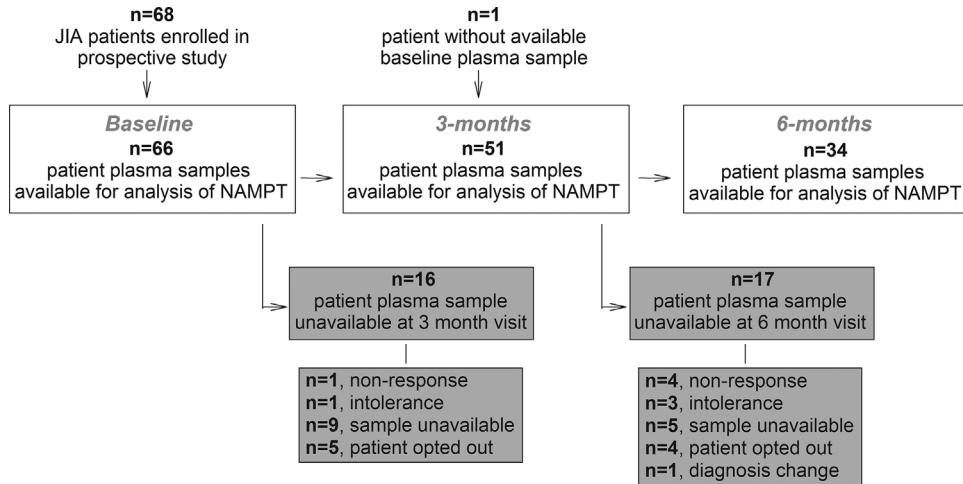 n=68
JIA patients enrolled in
prospective study
n=1
patient without available
baseline plasma sample
Baseline
n=66
patient plasma samples
available for analysis of NAMPT
3-months
n=51
patient plasma samples
available for analysis of NAMPT
6-months
n=34
patient plasma samples
available for analysis of NAMPT
n=16
patient plasma sample
unavailable at 3 month visit
n=17
patient plasma sample
unavailable at 6 month visit
n=1, non-response
n=1, intolerance
n=9, sample unavailable
n=5, patient opted out
n=4, non-response
n=3, intolerance
n=5, sample unavailable
n=4, patient opted out
n=1, diagnosis change